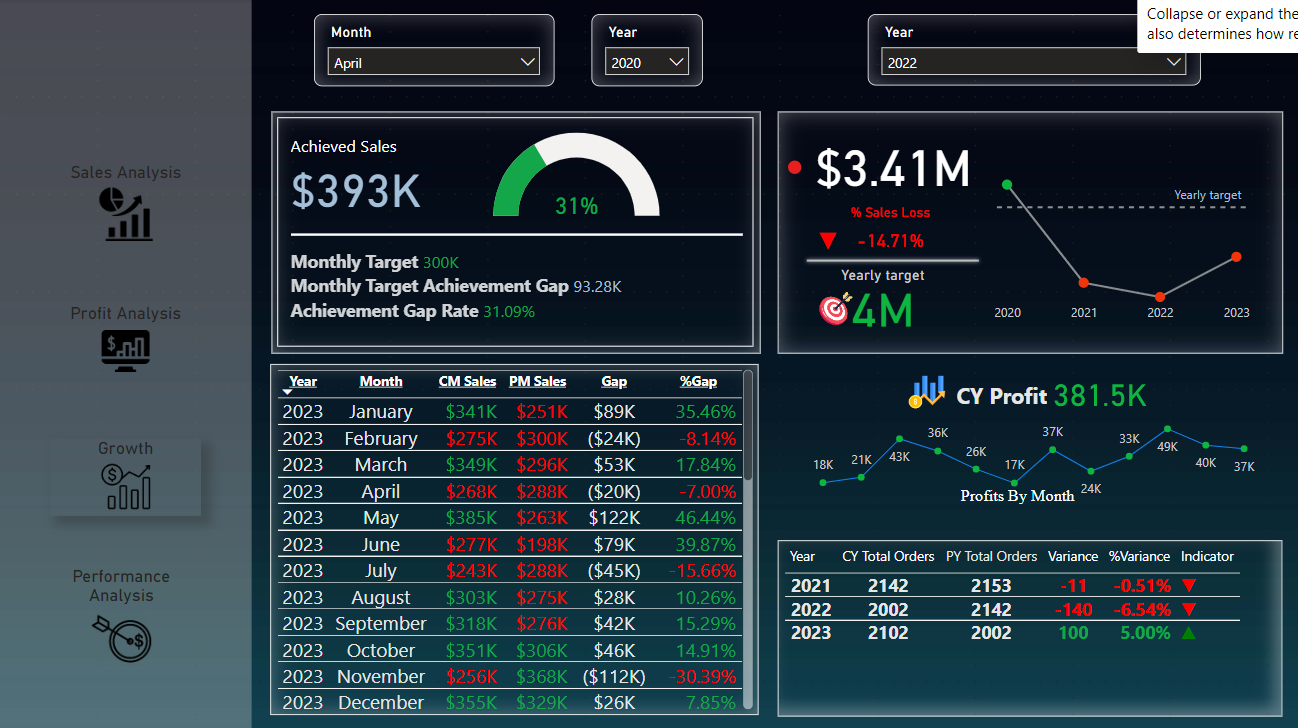 Collapse or expand the
also determines how re
Month
April
Year
2020
Year
2022
Sales Analysis
Profit Analysis
Growth
Performance
Analysis
Achieved Sales
$393K
31%
Monthly Target 300K
Monthly Target Achievement Gap 93.28K
Achievement Gap Rate 31.09%
$3.41M
% Sales Loss
-14.71%
Yearly target
4M
Yearly target
2020 2021 2022 2023
Year Month CM Sales PM Sales Gap %Gap
2023 January $341K $251K $89K 35.46%
2023 February $275K $300K ($24K) -8.14%
2023 March $349K $296K $53K 17.84%
2023 April $268K $288K ($20K) -7.00%
2023 May $385K $263K $122K 46.44%
2023 June $277K $198K $79K 39.87%
2023 July $243K $288K ($45K) -15.66%
2023 August $303K $275K $28K 10.26%
2023 September $318K $276K $42K 15.29%
2023 October $351K $306K $46K 14.91%
2023 November $256K $368K ($112K) -30.39%
2023 December $355K $329K $26K 7.85%
CY Profit 381.5K
18K 21K 43K 36K 26K 17K 37K 24K 33K 49K 40K 37K
Profits By Month
Year CY Total Orders PY Total Orders Variance %Variance Indicator
2021 2142 2153 -11 -0.51%
2022 2002 2142 -140 -6.54%
2023 2102 2002 100 5.00%